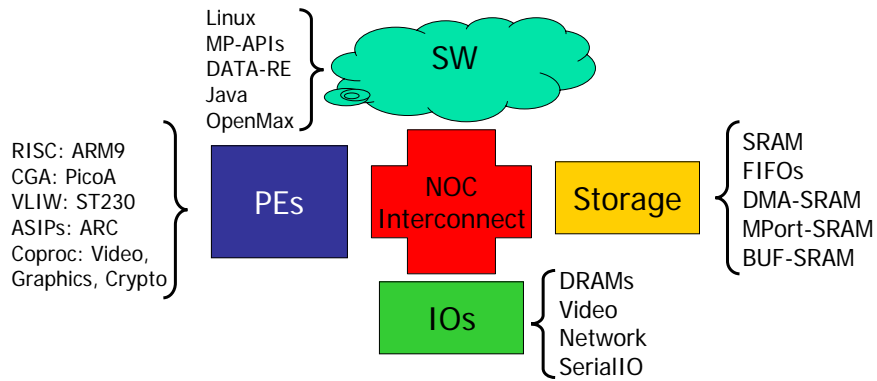 Linux
MP-APIs
DATA-RE
Java
OpenMax
SW
RISC: ARM9
CGA: PicoA
VLIW: ST230
ASIPs: ARC
Coproc: Video,
Graphics, Crypto
PEs
NOC
Interconnect
Storage
SRAM
FIFOs
DMA-SRAM
MPort-SRAM
BUF-SRAM
IOs
DRAMs
Video
Network
SerialIO